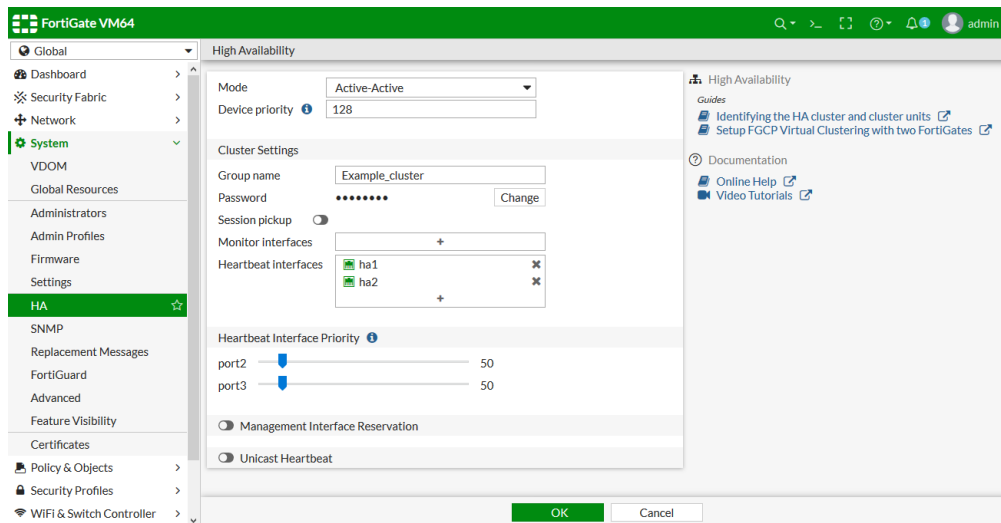 FortiGate VM64
admin
Global
Dashboard
Security Fabric
Network
System
VDOM
Global Resources
Administrators
Admin Profiles
Firmware
Settings
HA
SNMP
Replacement Messages
FortiGuard
Advanced
Feature Visibility
Certificates
Policy & Objects
Security Profiles
WiFi & Switch Controller
High Availability
Mode Active-Active
Device priority 128
Cluster Settings
Group name Example_cluster
Password •••••••• Change
Session pickup
Monitor interfaces +
Heartbeat interfaces ha1
ha2
+
Heartbeat Interface Priority
port2 50
port3 50
Management Interface Reservation
Unicast Heartbeat
OK Cancel
High Availability
Guides
Identifying the HA cluster and cluster units
Setup FGCP Virtual Clustering with two FortiGates
Documentation
Online Help
Video Tutorials